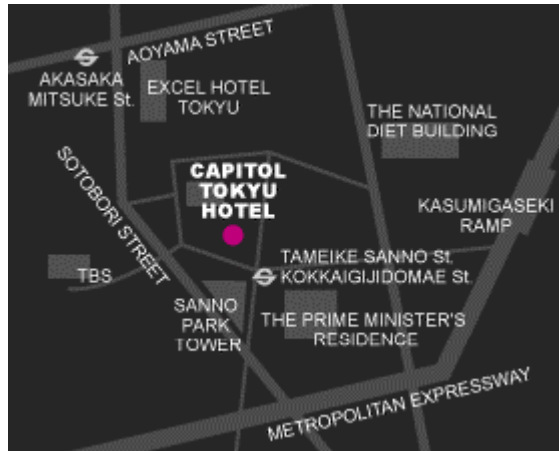 AOYAMA STREET
AKASAKA
MITSUKE St.
EXCEL HOTEL
TOKYU
THE NATIONAL
DIET BUILDING
CAPITOL
TOKYU
HOTEL
SOTOBORI STREET
KASUMIGASEKI
RAMP
TAMEIKE SANNO St.
KOKKAIGIJIDOMAE St.
TBS
SANNO
PARK
TOWER
THE PRIME MINISTER'S
RESIDENCE
METROPOLITAN EXPRESSWAY